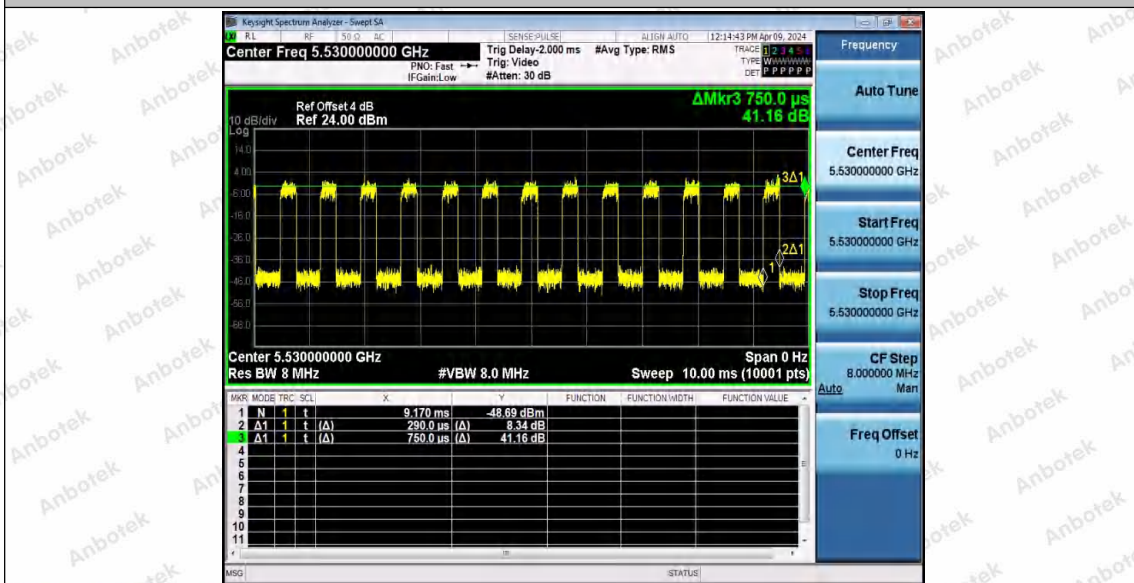 Keysight Spectrum Analyzer - Swept SA
RL RF 50 Ω AC SENSE:PULSE ALIGN AUTO 12:14:43 PM Apr 09, 2024
Center Freq 5.530000000 GHz
PNO: Fast
IFGain:Low
Trig Delay-2.000 ms
Trig: Video
#Atten: 30 dB
#Avg Type: RMS
TRACE 1 2 3 4 5 6
TYPE W
DET P P P P P P
Ref Offset 4 dB
10 dB/div Ref 24.00 dBm
Log
ΔMkr3 750.0 µs
41.16 dB
14.0
4.00
-6.00
-16.0
-26.0
-36.0
-46.0
-56.0
-66.0
3Δ1
2Δ1
1
Center 5.530000000 GHz Span 0 Hz
Res BW 8 MHz #VBW 8.0 MHz Sweep 10.00 ms (10001 pts)
MKR MODE TRC SCL X Y FUNCTION FUNCTION WIDTH FUNCTION VALUE
1 N 1 t 9.170 ms -48.69 dBm
2 Δ1 1 t (Δ) 290.0 µs (Δ) 8.34 dB
3 Δ1 1 t (Δ) 750.0 µs (Δ) 41.16 dB
4
5
6
7
8
9
10
11
MSG STATUS
Frequency
Auto Tune
Center Freq
5.530000000 GHz
Start Freq
5.530000000 GHz
Stop Freq
5.530000000 GHz
CF Step
8.000000 MHz
Auto Man
Freq Offset
0 Hz
Anbotek